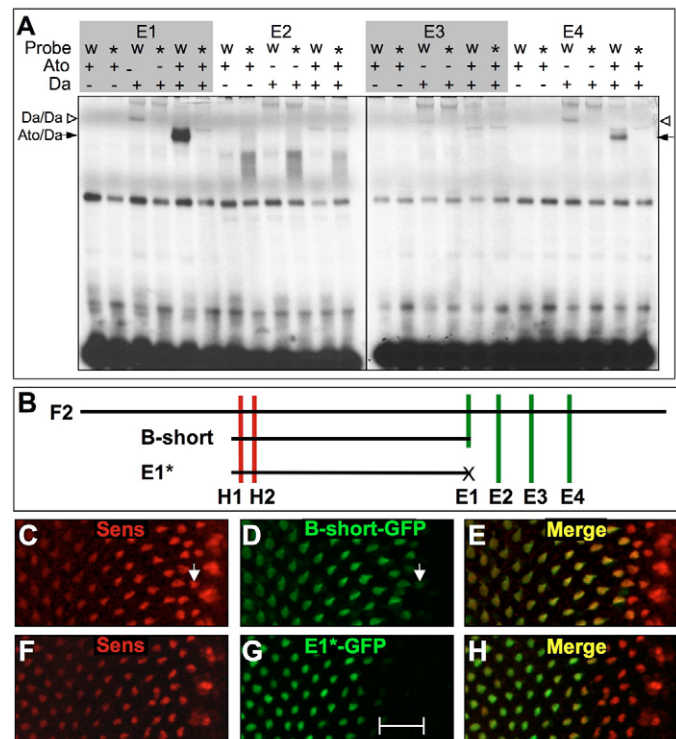 A
E1 E2 E3 E4
Probe W * W * W * W * W * W * W * W * W * W * W * W *
Ato + + - - + + + + - - + + + + - - + + + + - - + +
Da - - + + + + - - + + + + - - + + + + - - + + + +
Da/Da
Ato/Da
B
F2
B-short
E1*
H1 H2 E1 E2 E3 E4
X
C Sens
D B-short-GFP
E Merge
F Sens
G E1*-GFP
H Merge